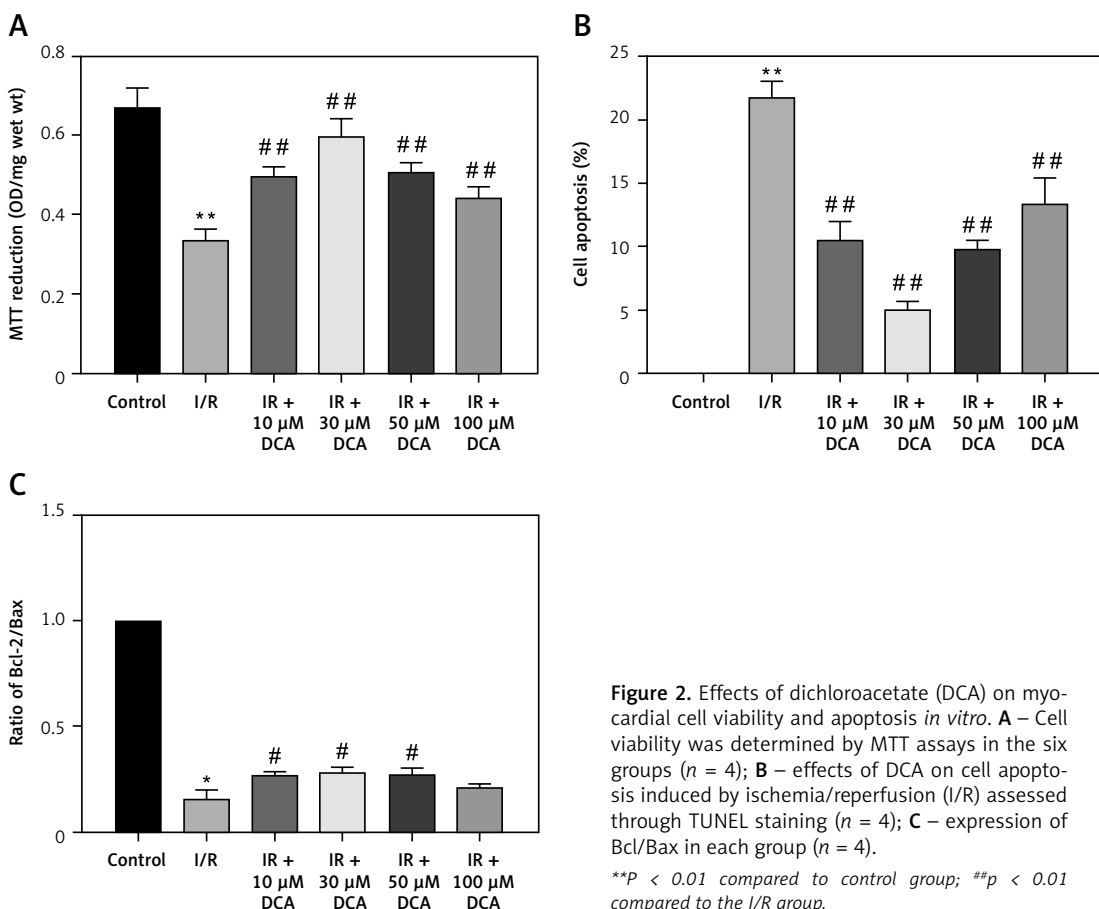 A
MTT reduction (OD/mg wet wt)
0.8
0.6
0.4
0.2
0
**
##
##
##
##
Control I/R IR + IR + IR + IR +
10 µM 30 µM 50 µM 100 µM
DCA DCA DCA DCA
B
Cell apoptosis (%)
25
20
15
10
5
0
**
##
##
##
##
Control I/R IR + IR + IR + IR +
10 µM 30 µM 50 µM 100 µM
DCA DCA DCA DCA
C
Ratio of Bcl-2/Bax
1.5
1.0
0.5
0
*
#
#
#
Control I/R IR + IR + IR + IR +
10 µM 30 µM 50 µM 100 µM
DCA DCA DCA DCA
Figure 2. Effects of dichloroacetate (DCA) on myo-
cardial cell viability and apoptosis in vitro. A – Cell
viability was determined by MTT assays in the six
groups (n = 4); B – effects of DCA on cell apopto-
sis induced by ischemia/reperfusion (I/R) assessed
through TUNEL staining (n = 4); C – expression of
Bcl/Bax in each group (n = 4).
**P < 0.01 compared to control group; ##p < 0.01
compared to the I/R group.